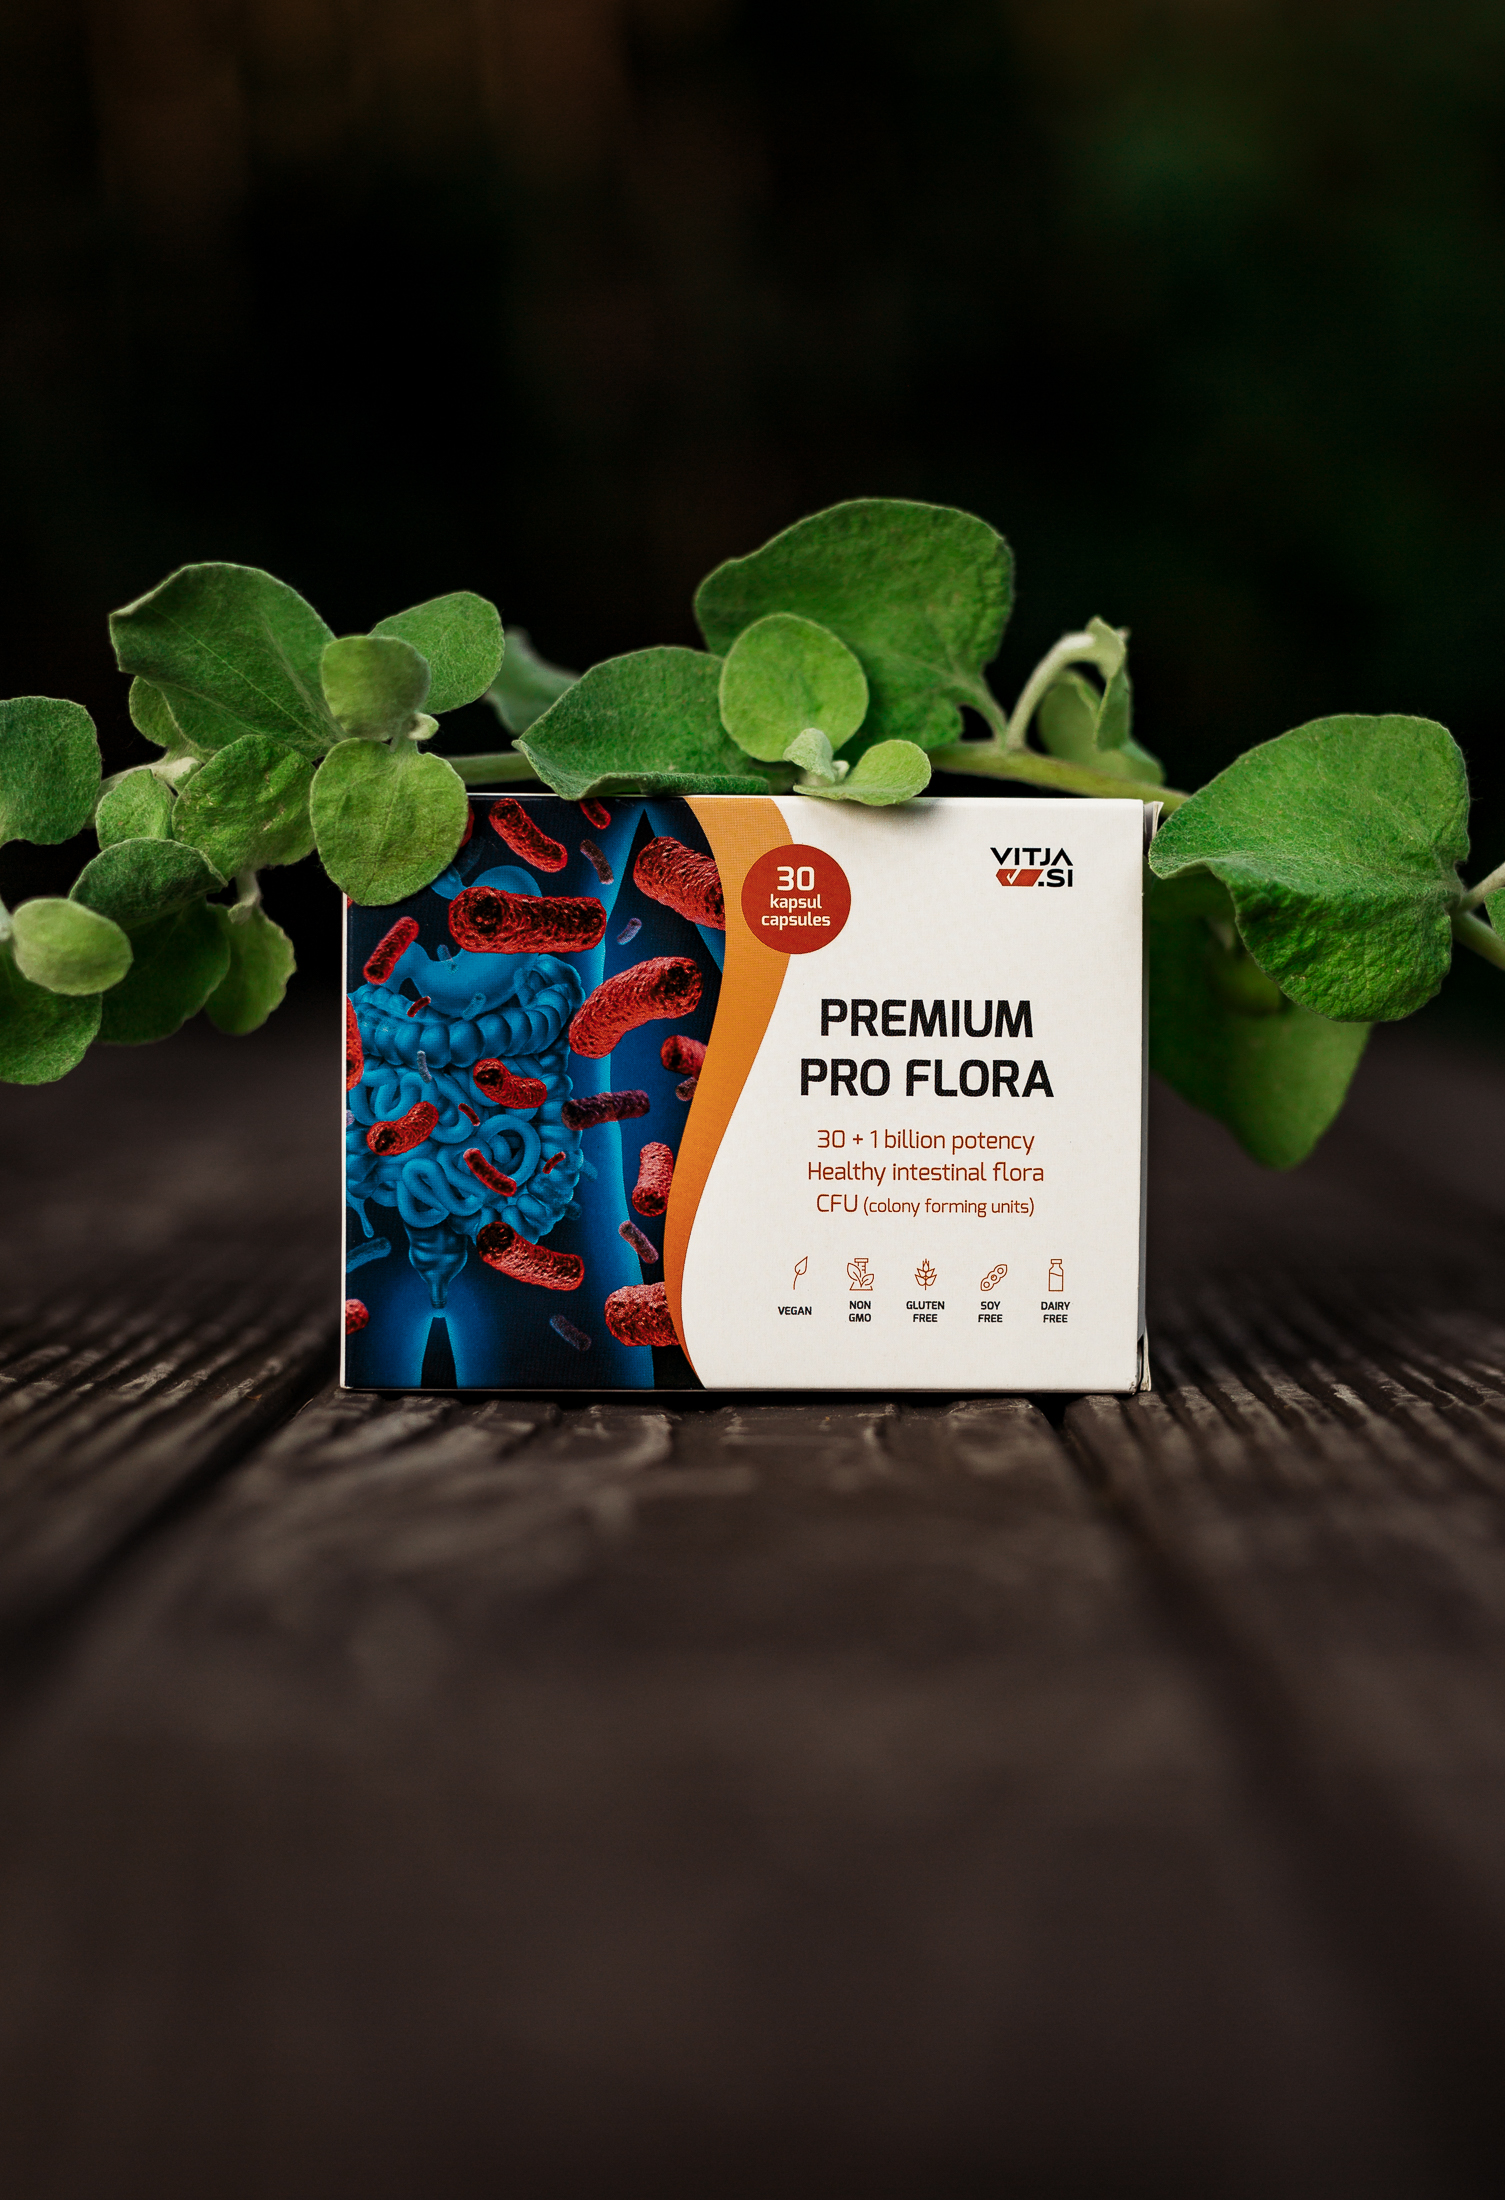 30
kapsul
capsules
VITJA
.SI
PREMIUM
PRO FLORA
30 + 1 billion potency
Healthy intestinal flora
CFU (colony forming units)
VEGAN
NON
GMO
GLUTEN
FREE
SOY
FREE
DAIRY
FREE